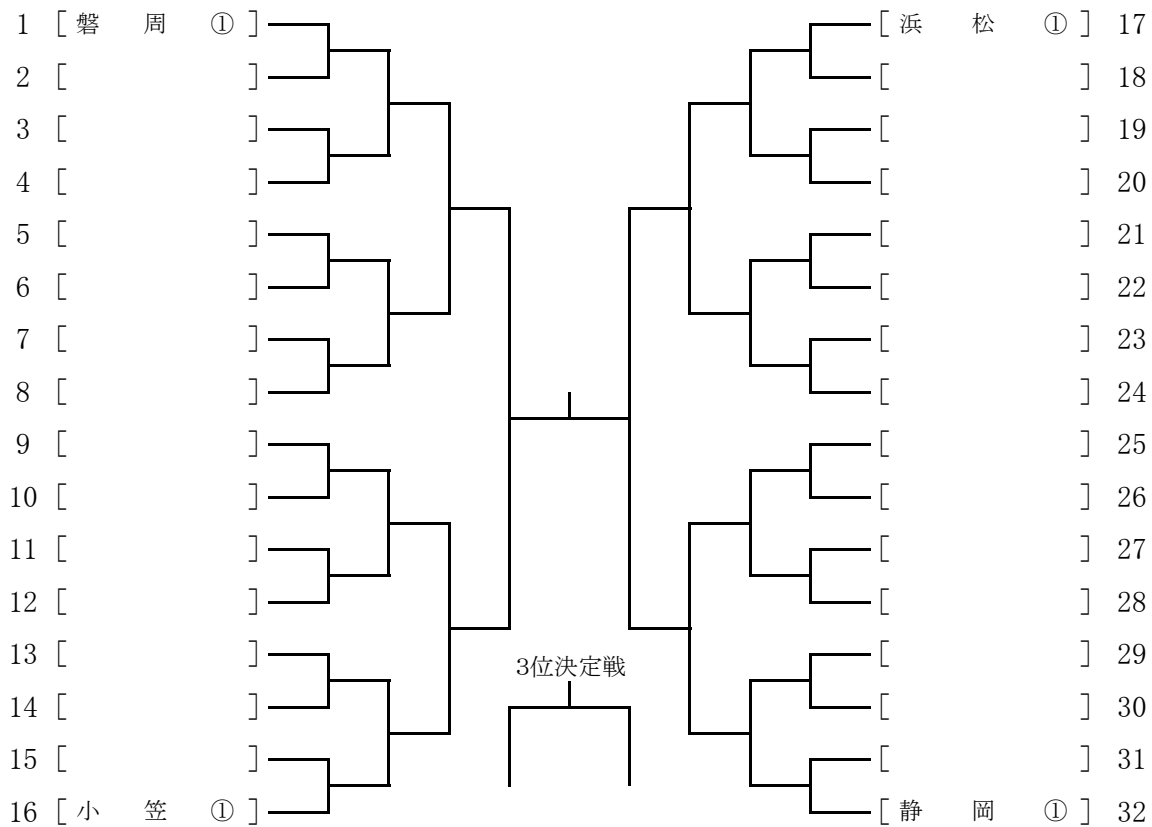 1 [ 磐 周 ① ] [ 浜 松 ① ] 17
2 [ ] [ ] 18
3 [ ] [ ] 19
4 [ ] [ ] 20
5 [ ] [ ] 21
6 [ ] [ ] 22
7 [ ] [ ] 23
8 [ ] [ ] 24
9 [ ] [ ] 25
10 [ ] [ ] 26
11 [ ] [ ] 27
12 [ ] [ ] 28
13 [ ] [ ] 29
3位決定戦
14 [ ] [ ] 30
15 [ ] [ ] 31
16 [ 小 笠 ① ] [ 静 岡 ① ] 32